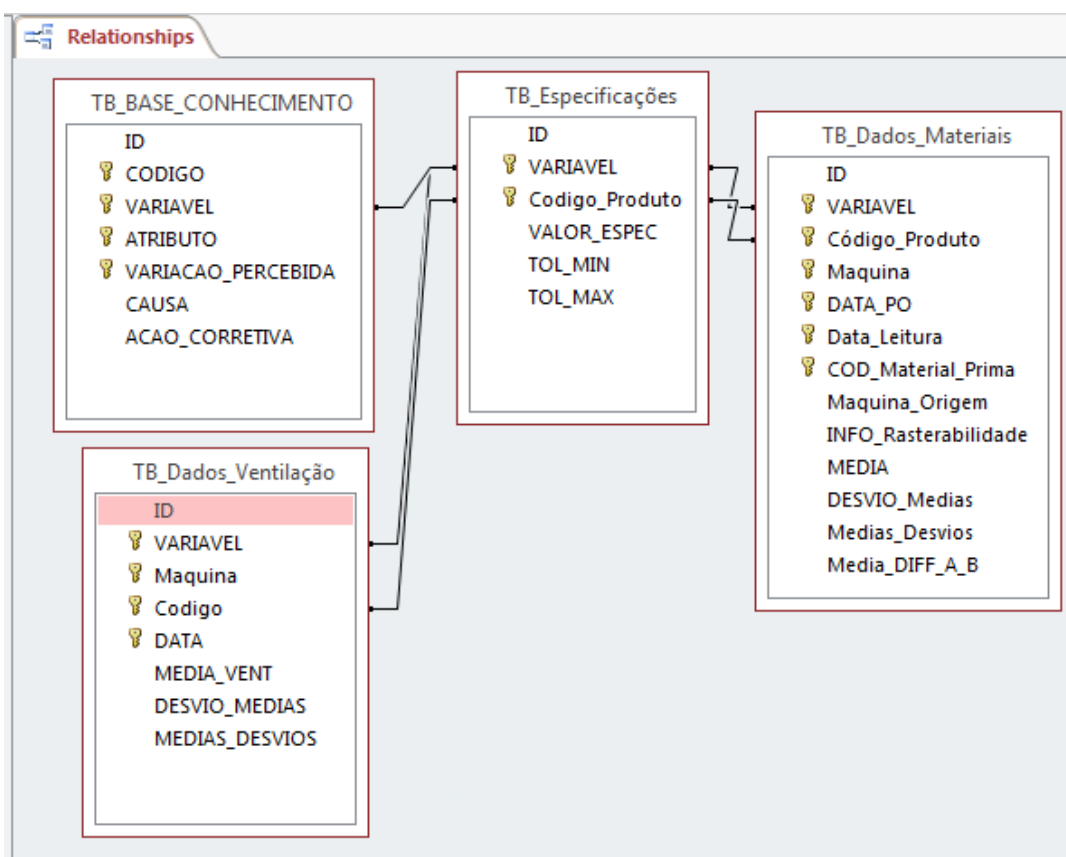 Relationships
TB_BASE_CONHECIMENTO
ID
CODIGO
VARIAVEL
ATRIBUTO
VARIACAO_PERCEBIDA
CAUSA
ACAO_CORRETIVA
TB_Especificações
ID
VARIAVEL
Codigo_Produto
VALOR_ESPEC
TOL_MIN
TOL_MAX
TB_Dados_Materiais
ID
VARIAVEL
Código_Produto
Maquina
DATA_PO
Data_Leitura
COD_Material_Prima
Maquina_Origem
INFO_Rasterabilidade
MEDIA
DESVIO_Medias
Medias_Desvios
Media_DIFF_A_B
TB_Dados_Ventilação
ID
VARIAVEL
Maquina
Codigo
DATA
MEDIA_VENT
DESVIO_MEDIAS
MEDIAS_DESVIOS